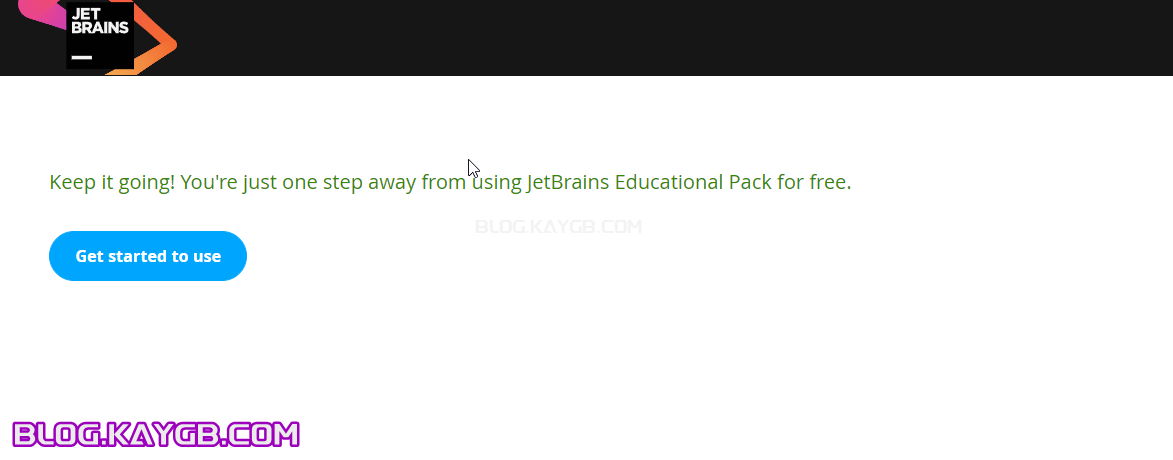 JET
BRAINS
Keep it going! You're just one step away from using JetBrains Educational Pack for free.
BLOG.KAYGB.COM
Get started to use
BLOG.KAYGB.COM